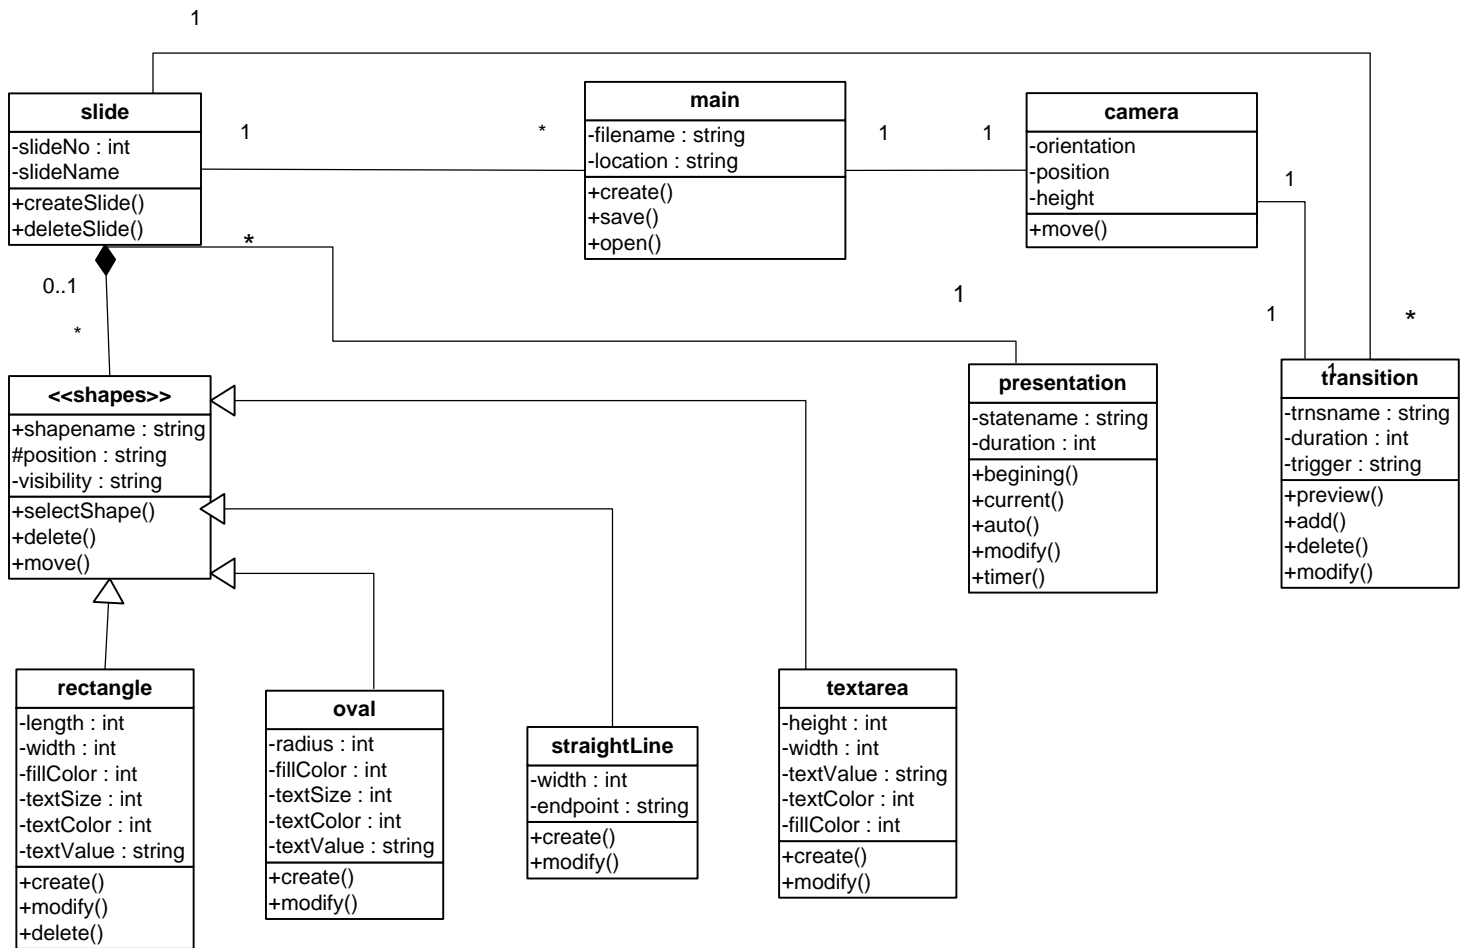 1
slide
-slideNo : int
-slideName
+createSlide()
+deleteSlide()
1
*
main
-filename : string
-location : string
+create()
+save()
+open()
1
1
camera
-orientation
-position
-height
+move()
1
*
0..1
*
1
1
*
<<shapes>>
+shapename : string
#position : string
-visibility : string
+selectShape()
+delete()
+move()
presentation
-statename : string
-duration : int
+begining()
+current()
+auto()
+modify()
+timer()
1
transition
-trnsname : string
-duration : int
-trigger : string
+preview()
+add()
+delete()
+modify()
rectangle
-length : int
-width : int
-fillColor : int
-textSize : int
-textColor : int
-textValue : string
+create()
+modify()
+delete()
oval
-radius : int
-fillColor : int
-textSize : int
-textColor : int
-textValue : string
+create()
+modify()
straightLine
-width : int
-endpoint : string
+create()
+modify()
textarea
-height : int
-width : int
-textValue : string
-textColor : int
-fillColor : int
+create()
+modify()